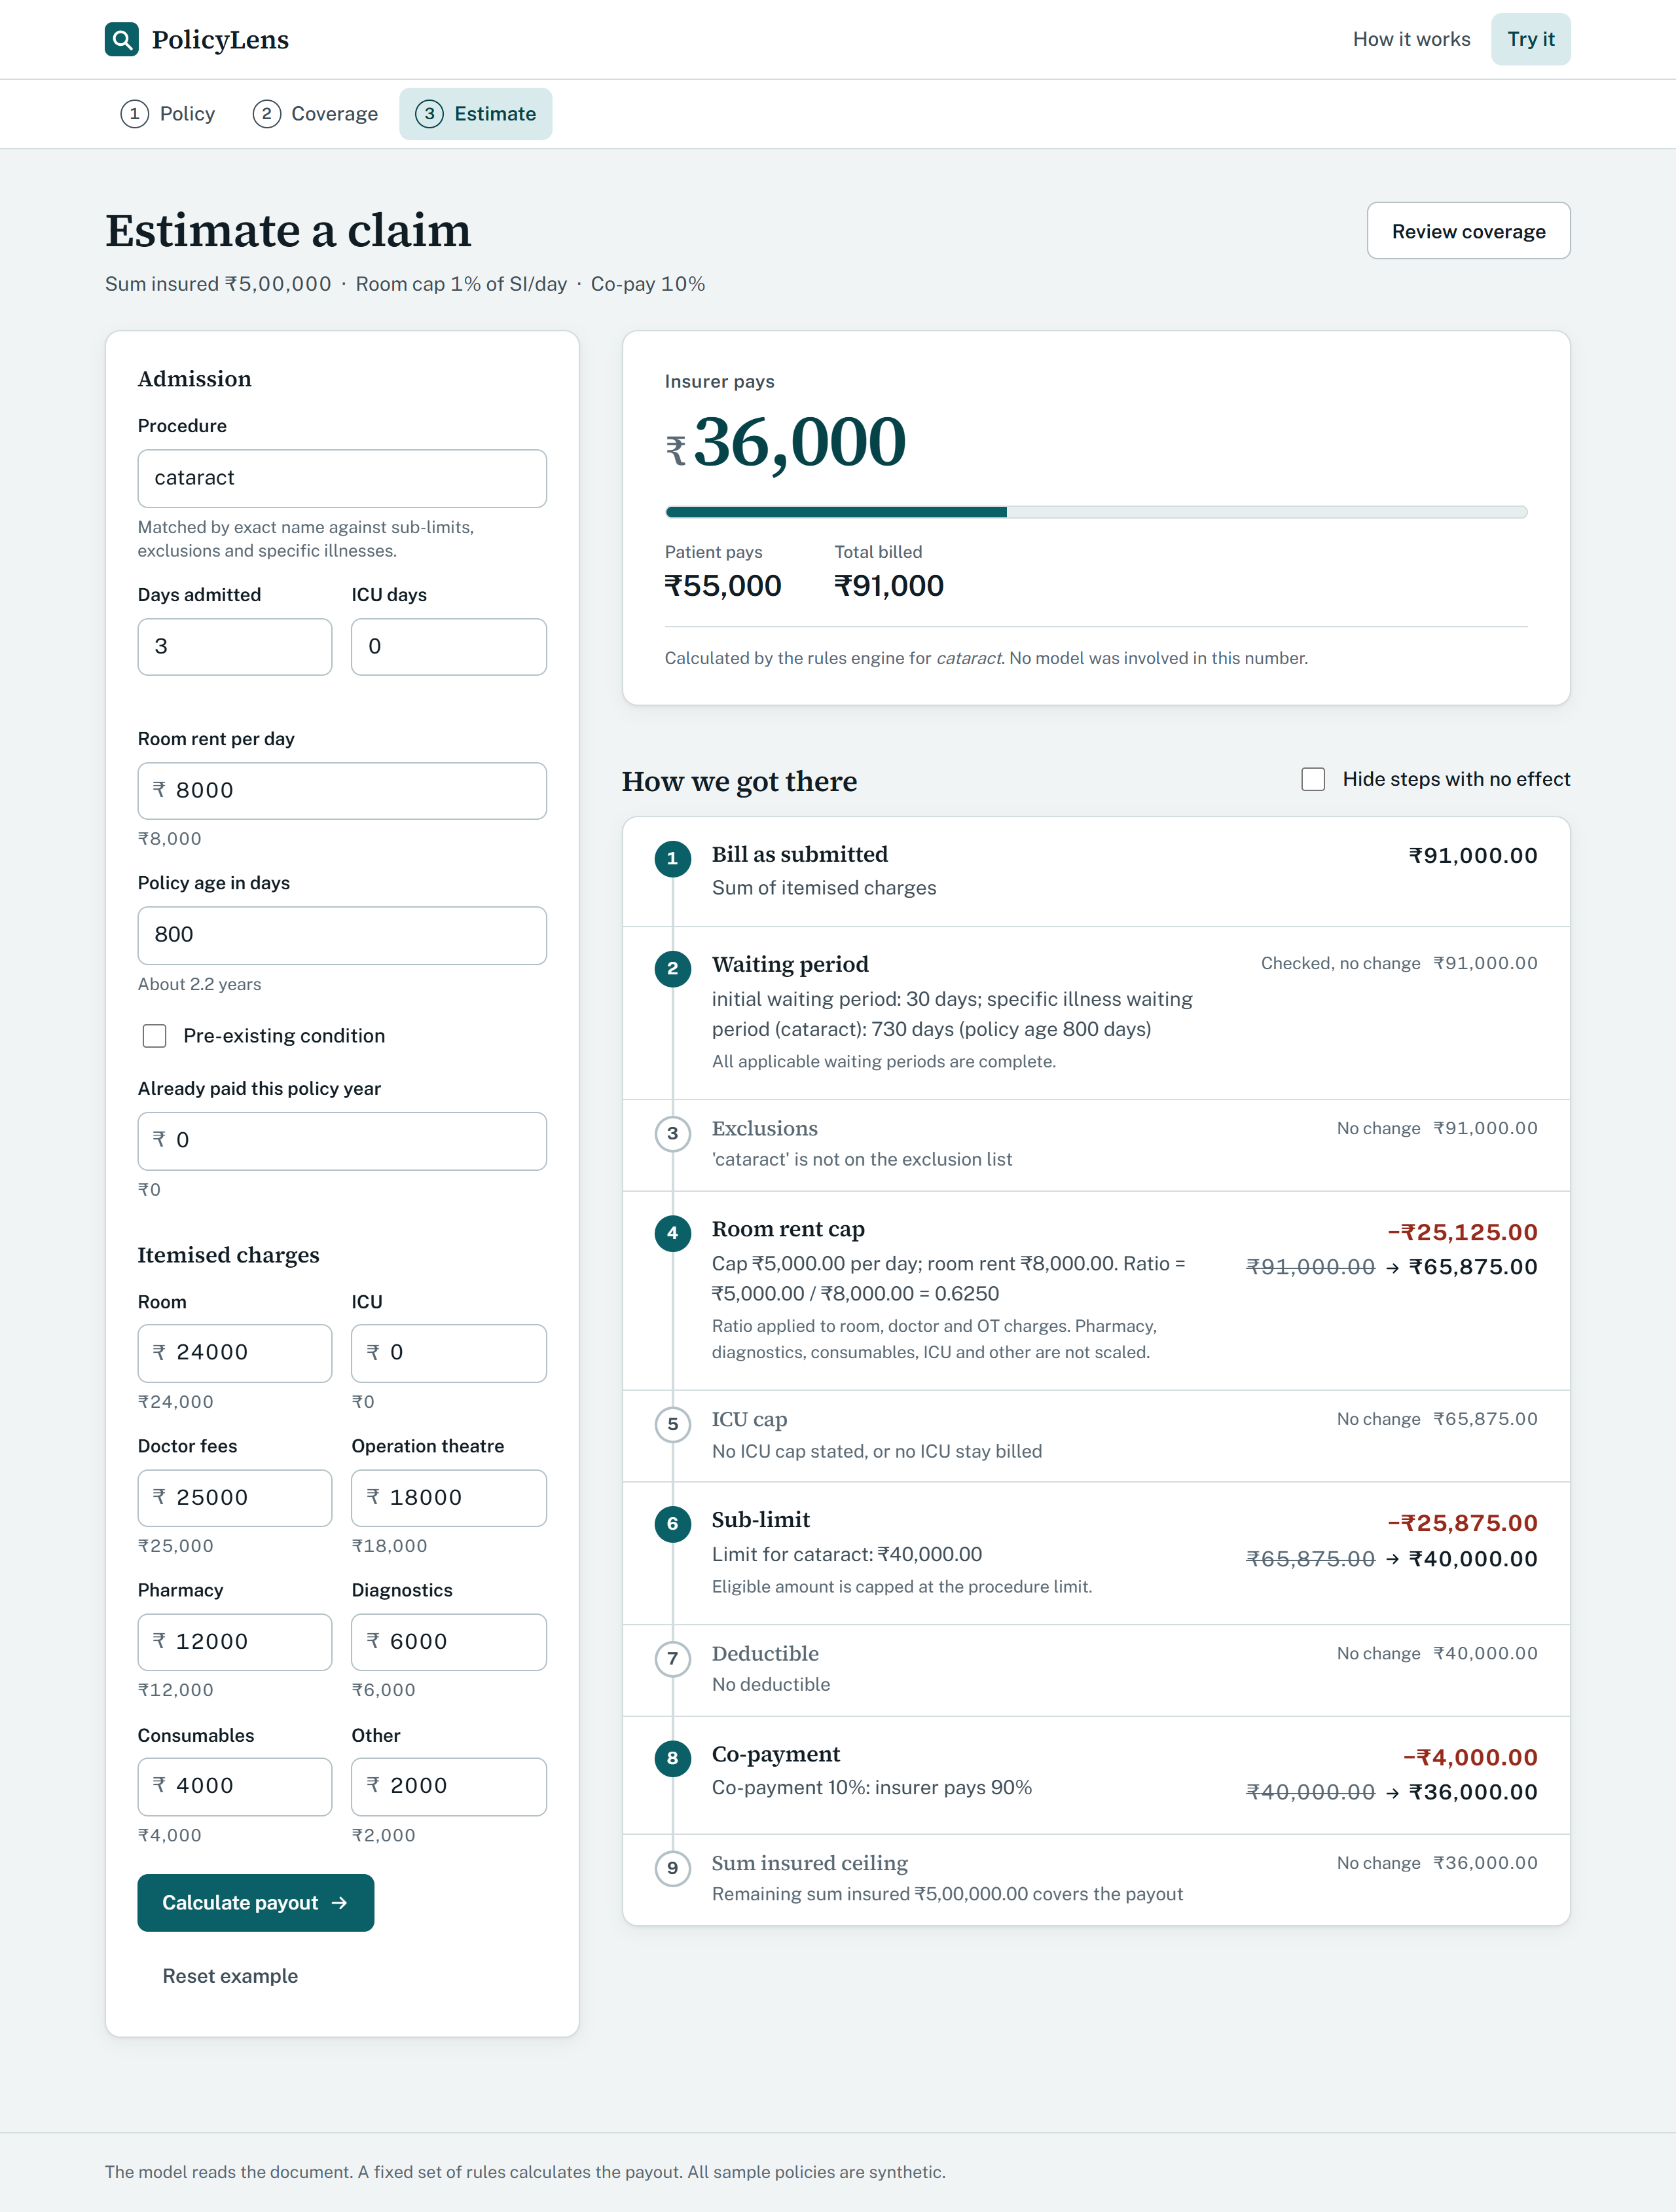 PolicyLens
How it works
Try it
1 Policy
2 Coverage
3 Estimate
Estimate a claim
Review coverage
Sum insured ₹5,00,000 · Room cap 1% of SI/day · Co-pay 10%
Admission
Procedure
cataract
Matched by exact name against sub-limits,
exclusions and specific illnesses.
Days admitted
ICU days
3
0
Room rent per day
₹ 8000
₹8,000
Policy age in days
800
About 2.2 years
Pre-existing condition
Already paid this policy year
₹ 0
₹0
Itemised charges
Room
ICU
₹ 24000
₹ 0
₹24,000
₹0
Doctor fees
Operation theatre
₹ 25000
₹ 18000
₹25,000
₹18,000
Pharmacy
Diagnostics
₹ 12000
₹ 6000
₹12,000
₹6,000
Consumables
Other
₹ 4000
₹ 2000
₹4,000
₹2,000
Calculate payout →
Reset example
Insurer pays
₹36,000
Patient pays
Total billed
₹55,000
₹91,000
Calculated by the rules engine for cataract. No model was involved in this number.
How we got there
Hide steps with no effect
1 Bill as submitted
₹91,000.00
Sum of itemised charges
2 Waiting period
Checked, no change ₹91,000.00
initial waiting period: 30 days; specific illness waiting
period (cataract): 730 days (policy age 800 days)
All applicable waiting periods are complete.
3 Exclusions
No change ₹91,000.00
'cataract' is not on the exclusion list
4 Room rent cap
−₹25,125.00
Cap ₹5,000.00 per day; room rent ₹8,000.00. Ratio =
₹91,000.00 → ₹65,875.00
₹5,000.00 / ₹8,000.00 = 0.6250
Ratio applied to room, doctor and OT charges. Pharmacy,
diagnostics, consumables, ICU and other are not scaled.
5 ICU cap
No change ₹65,875.00
No ICU cap stated, or no ICU stay billed
6 Sub-limit
−₹25,875.00
Limit for cataract: ₹40,000.00
₹65,875.00 → ₹40,000.00
Eligible amount is capped at the procedure limit.
7 Deductible
No change ₹40,000.00
No deductible
8 Co-payment
−₹4,000.00
Co-payment 10%: insurer pays 90%
₹40,000.00 → ₹36,000.00
9 Sum insured ceiling
No change ₹36,000.00
Remaining sum insured ₹5,00,000.00 covers the payout
The model reads the document. A fixed set of rules calculates the payout. All sample policies are synthetic.